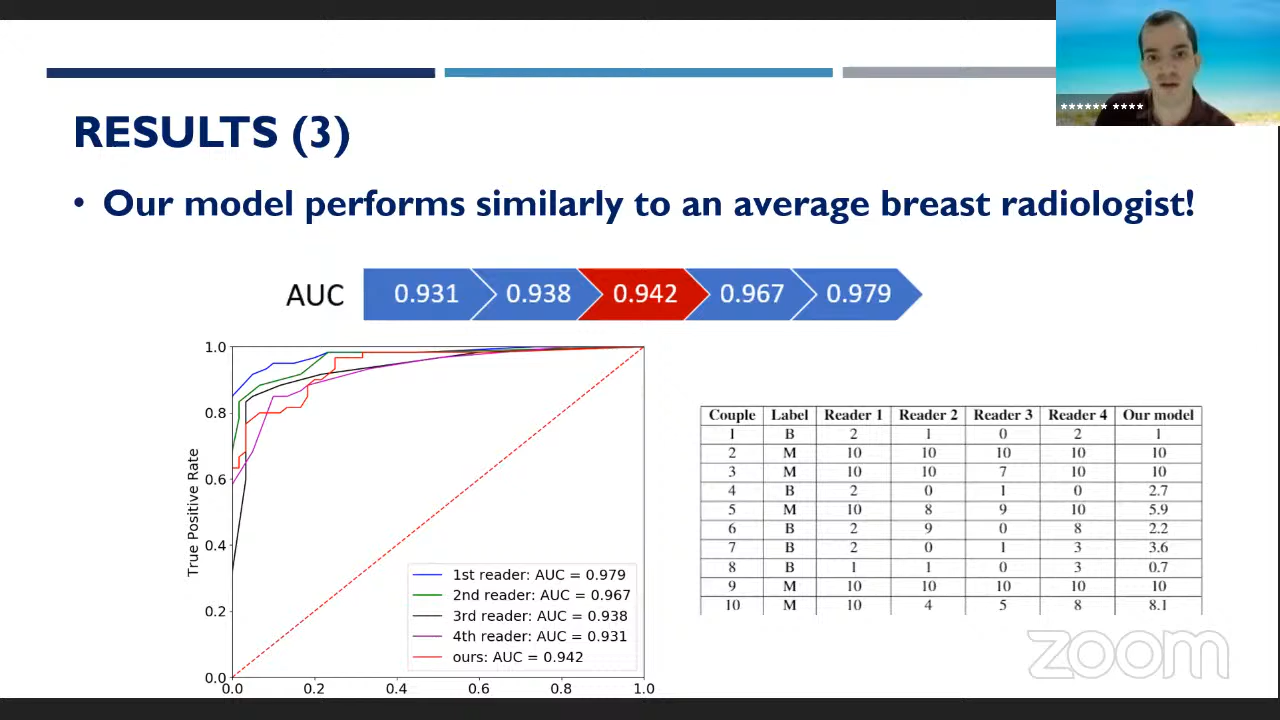 ****** ****
RESULTS (3)
• Our model performs similarly to an average breast radiologist!
AUC 0.931 0.938 0.942 0.967 0.979
1.0
0.8
0.6
0.4
0.2
0.0
True Positive Rate
0.0 0.2 0.4 0.6 0.8 1.0
1st reader: AUC = 0.979
2nd reader: AUC = 0.967
3rd reader: AUC = 0.938
4th reader: AUC = 0.931
ours: AUC = 0.942
Couple Label Reader 1 Reader 2 Reader 3 Reader 4 Our model
1 B 2 1 0 2 1
2 M 10 10 10 10 10
3 M 10 10 7 10 10
4 B 2 0 1 0 2.7
5 M 10 8 9 10 5.9
6 B 2 9 0 8 2.2
7 B 2 0 1 3 3.6
8 B 1 1 0 3 0.7
9 M 10 10 10 10 10
10 M 10 4 5 8 8.1
zoom